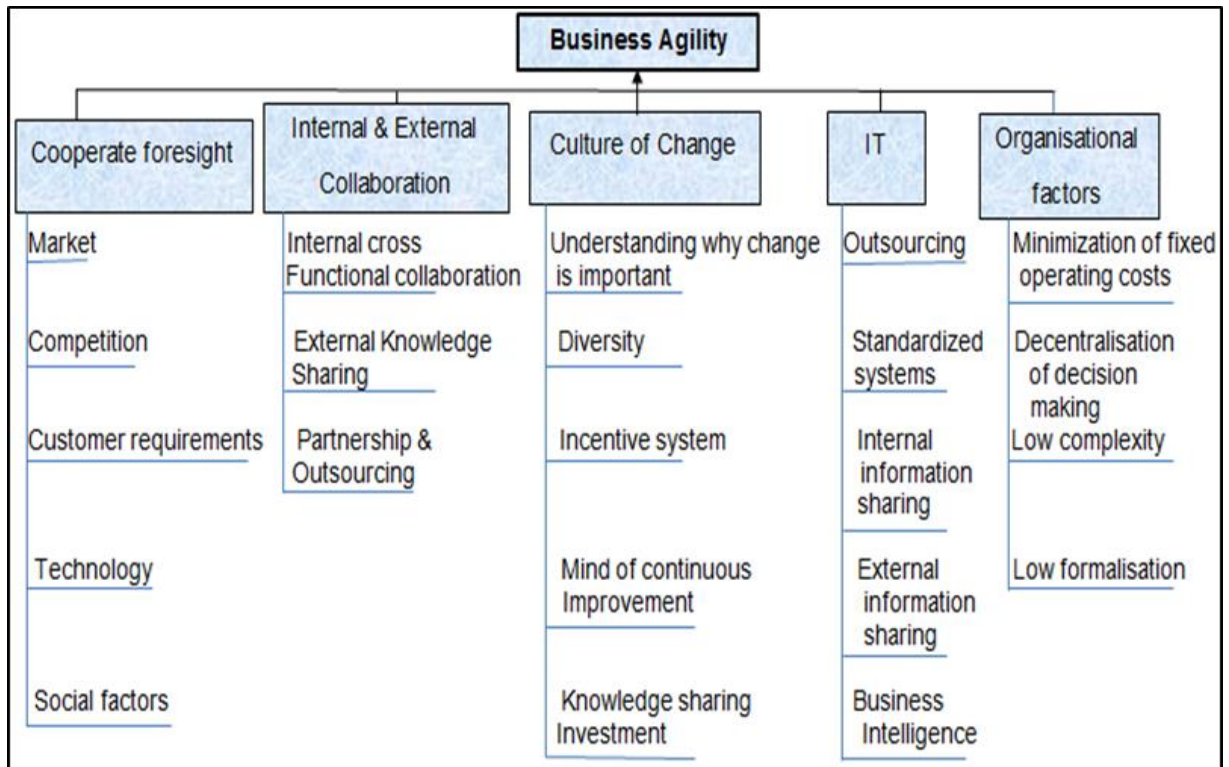 Business Agility
Cooperate foresight
Internal & External
Collaboration
Culture of Change
IT
Organisational
factors
Market
Competition
Customer requirements
Technology
Social factors
Internal cross
Functional collaboration
External Knowledge
Sharing
Partnership &
Outsourcing
Understanding why change
is important
Diversity
Incentive system
Mind of continuous
Improvement
Knowledge sharing
Investment
Outsourcing
Standardized
systems
Internal
information
sharing
External
information
sharing
Business
Intelligence
Minimization of fixed
operating costs
Decentralisation
of decision
making
Low complexity
Low formalisation